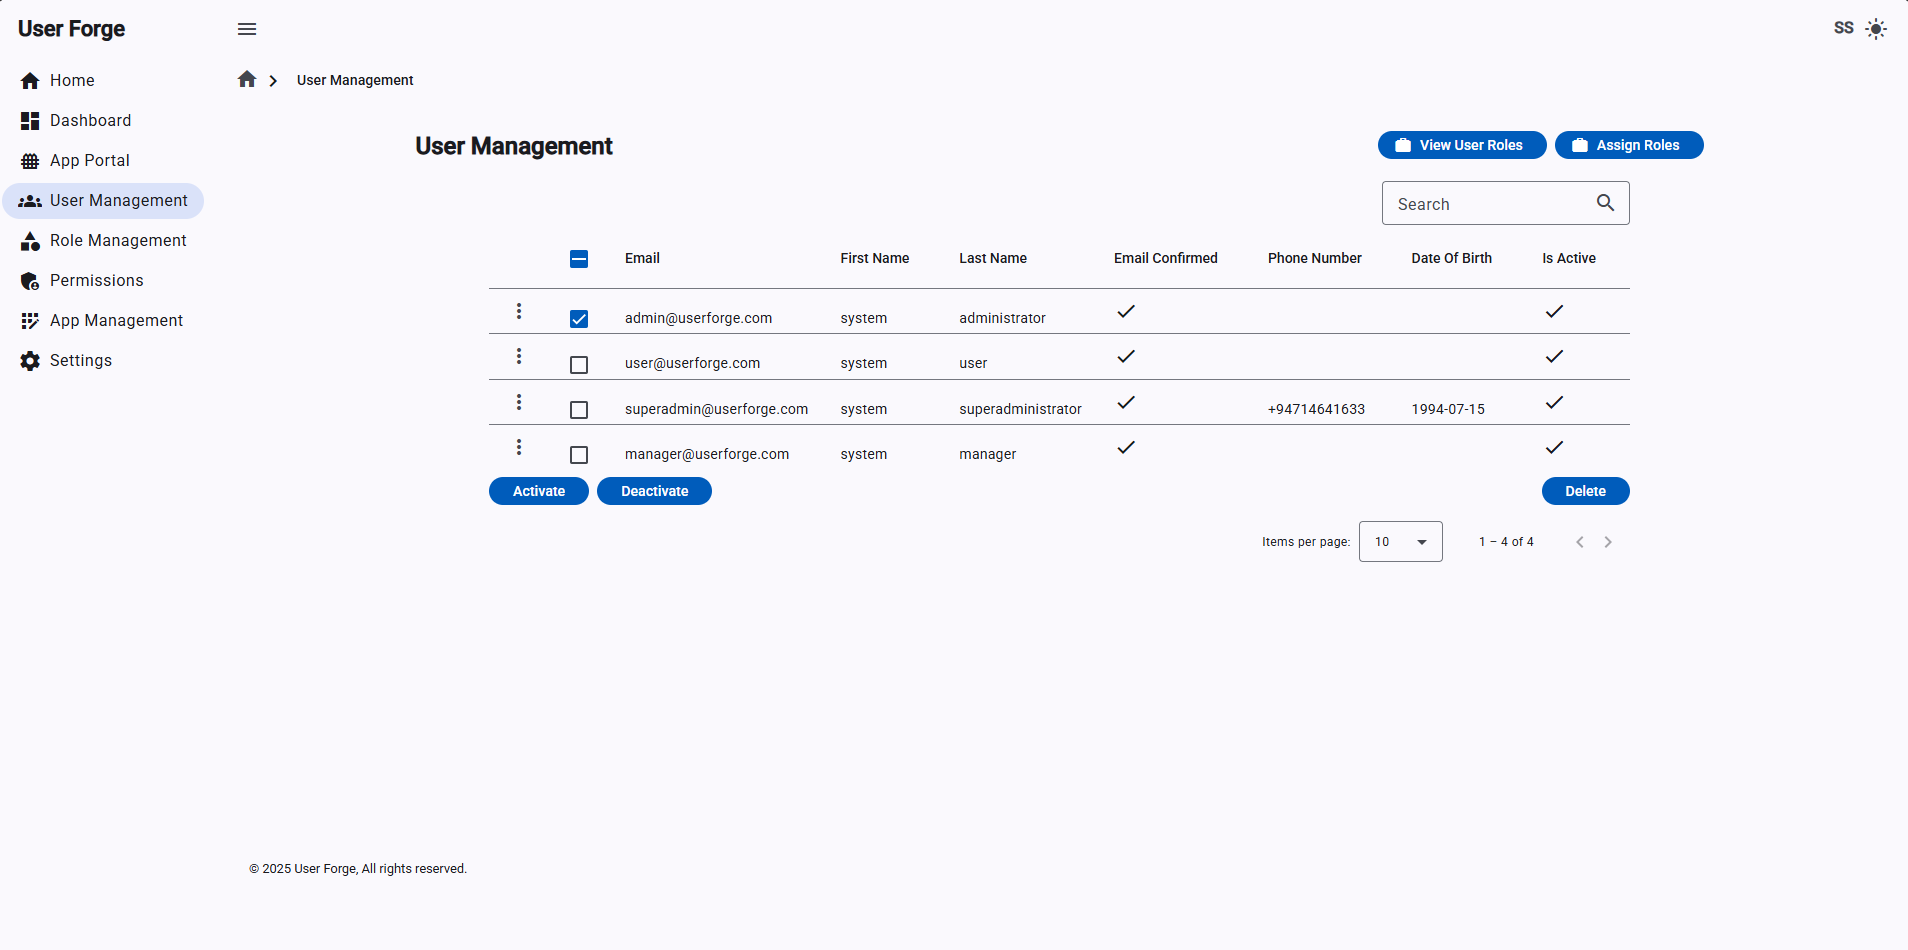 User Forge
SS
Home
Dashboard
App Portal
User Management
Role Management
Permissions
App Management
Settings
User Management
User Management
View User Roles Assign Roles
Search
Email First Name Last Name Email Confirmed Phone Number Date Of Birth Is Active
admin@userforge.com system administrator
user@userforge.com system user
superadmin@userforge.com system superadministrator +94714641633 1994-07-15
manager@userforge.com system manager
Activate Deactivate Delete
Items per page: 10 1 – 4 of 4
© 2025 User Forge, All rights reserved.